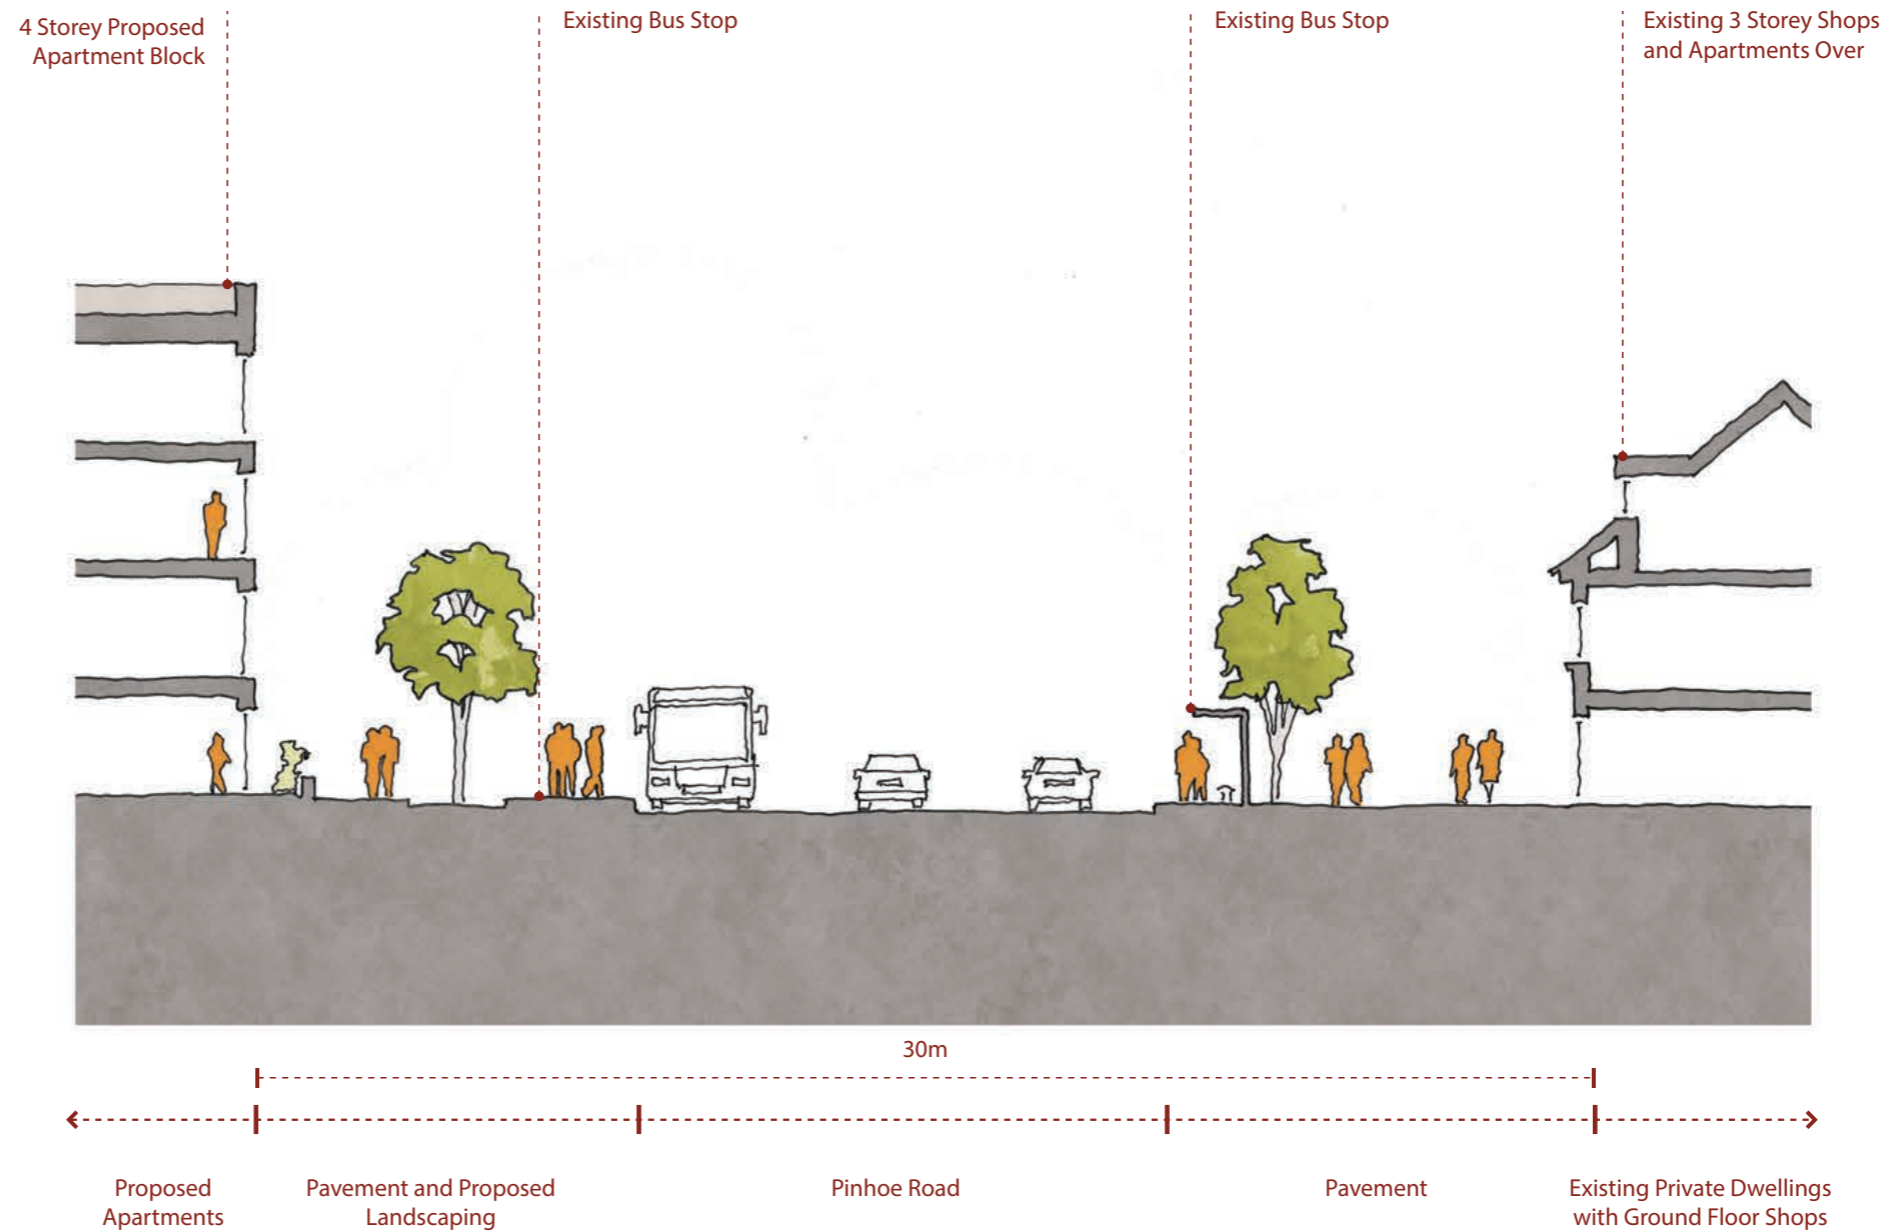 4 Storey Proposed
Apartment Block
Existing Bus Stop
Existing Bus Stop
Existing 3 Storey Shops
and Apartments Over
30m
Proposed
Apartments
Pavement and Proposed
Landscaping
Pinhoe Road
Pavement
Existing Private Dwellings
with Ground Floor Shops